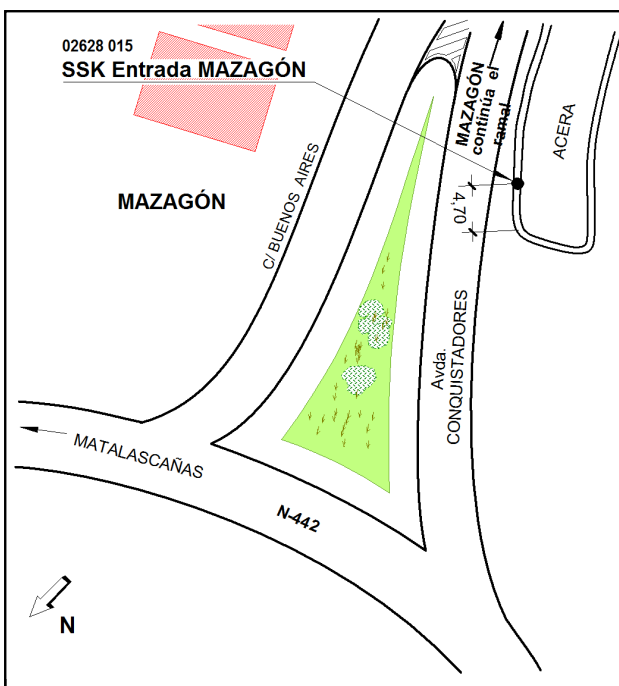 02628 015
SSK Entrada MAZAGÓN
MAZAGÓN
continúa el
ramal
ACERA
4,70
MAZAGÓN
C/ BUENOS AIRES
Avda.
CONQUISTADORES
MATALASCAÑAS
N-442
N